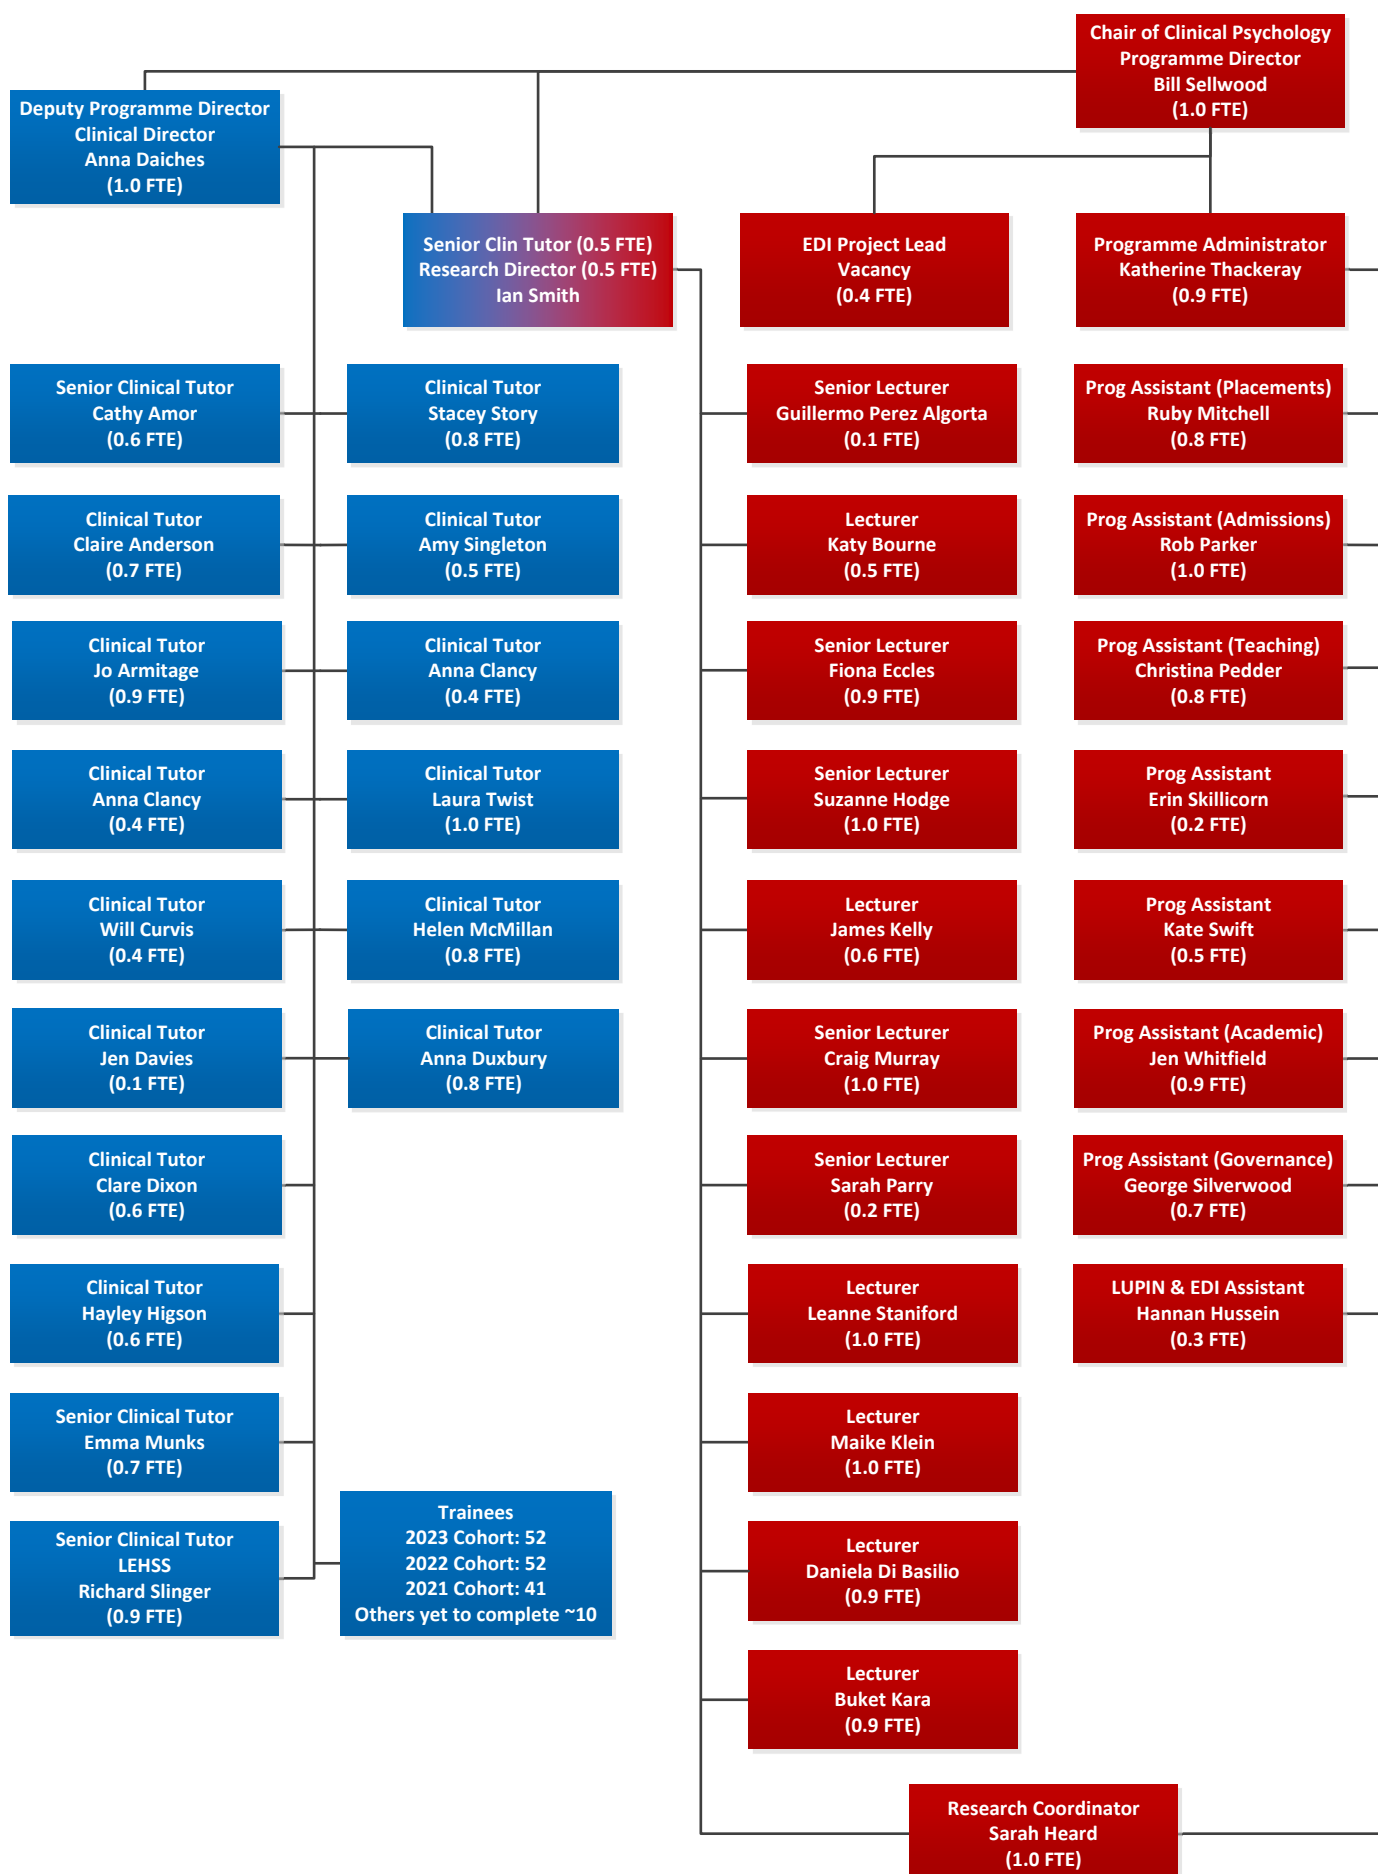 Chair of Clinical Psychology
Programme Director
Bill Sellwood
(1.0 FTE)
Deputy Programme Director
Clinical Director
Anna Daiches
(1.0 FTE)
Senior Clin Tutor (0.5 FTE)
Research Director (0.5 FTE)
Ian Smith
EDI Project Lead
Vacancy
(0.4 FTE)
Programme Administrator
Katherine Thackeray
(0.9 FTE)
Senior Clinical Tutor
Cathy Amor
(0.6 FTE)
Clinical Tutor
Stacey Story
(0.8 FTE)
Senior Lecturer
Guillermo Perez Algorta
(0.1 FTE)
Prog Assistant (Placements)
Ruby Mitchell
(0.8 FTE)
Clinical Tutor
Claire Anderson
(0.7 FTE)
Clinical Tutor
Amy Singleton
(0.5 FTE)
Lecturer
Katy Bourne
(0.5 FTE)
Prog Assistant (Admissions)
Rob Parker
(1.0 FTE)
Clinical Tutor
Jo Armitage
(0.9 FTE)
Clinical Tutor
Anna Clancy
(0.4 FTE)
Senior Lecturer
Fiona Eccles
(0.9 FTE)
Prog Assistant (Teaching)
Christina Pedder
(0.8 FTE)
Clinical Tutor
Anna Clancy
(0.4 FTE)
Clinical Tutor
Laura Twist
(1.0 FTE)
Senior Lecturer
Suzanne Hodge
(1.0 FTE)
Prog Assistant
Erin Skillicorn
(0.2 FTE)
Clinical Tutor
Will Curvis
(0.4 FTE)
Clinical Tutor
Helen McMillan
(0.8 FTE)
Lecturer
James Kelly
(0.6 FTE)
Prog Assistant
Kate Swift
(0.5 FTE)
Clinical Tutor
Jen Davies
(0.1 FTE)
Clinical Tutor
Anna Duxbury
(0.8 FTE)
Senior Lecturer
Craig Murray
(1.0 FTE)
Prog Assistant (Academic)
Jen Whitfield
(0.9 FTE)
Clinical Tutor
Clare Dixon
(0.6 FTE)
Senior Lecturer
Sarah Parry
(0.2 FTE)
Prog Assistant (Governance)
George Silverwood
(0.7 FTE)
Clinical Tutor
Hayley Higson
(0.6 FTE)
Lecturer
Leanne Staniford
(1.0 FTE)
LUPIN & EDI Assistant
Hannan Hussein
(0.3 FTE)
Senior Clinical Tutor
Emma Munks
(0.7 FTE)
Lecturer
Maike Klein
(1.0 FTE)
Senior Clinical Tutor
LEHSS
Richard Slinger
(0.9 FTE)
Trainees
2023 Cohort: 52
2022 Cohort: 52
2021 Cohort: 41
Others yet to complete ~10
Lecturer
Daniela Di Basilio
(0.9 FTE)
Lecturer
Buket Kara
(0.9 FTE)
Research Coordinator
Sarah Heard
(1.0 FTE)